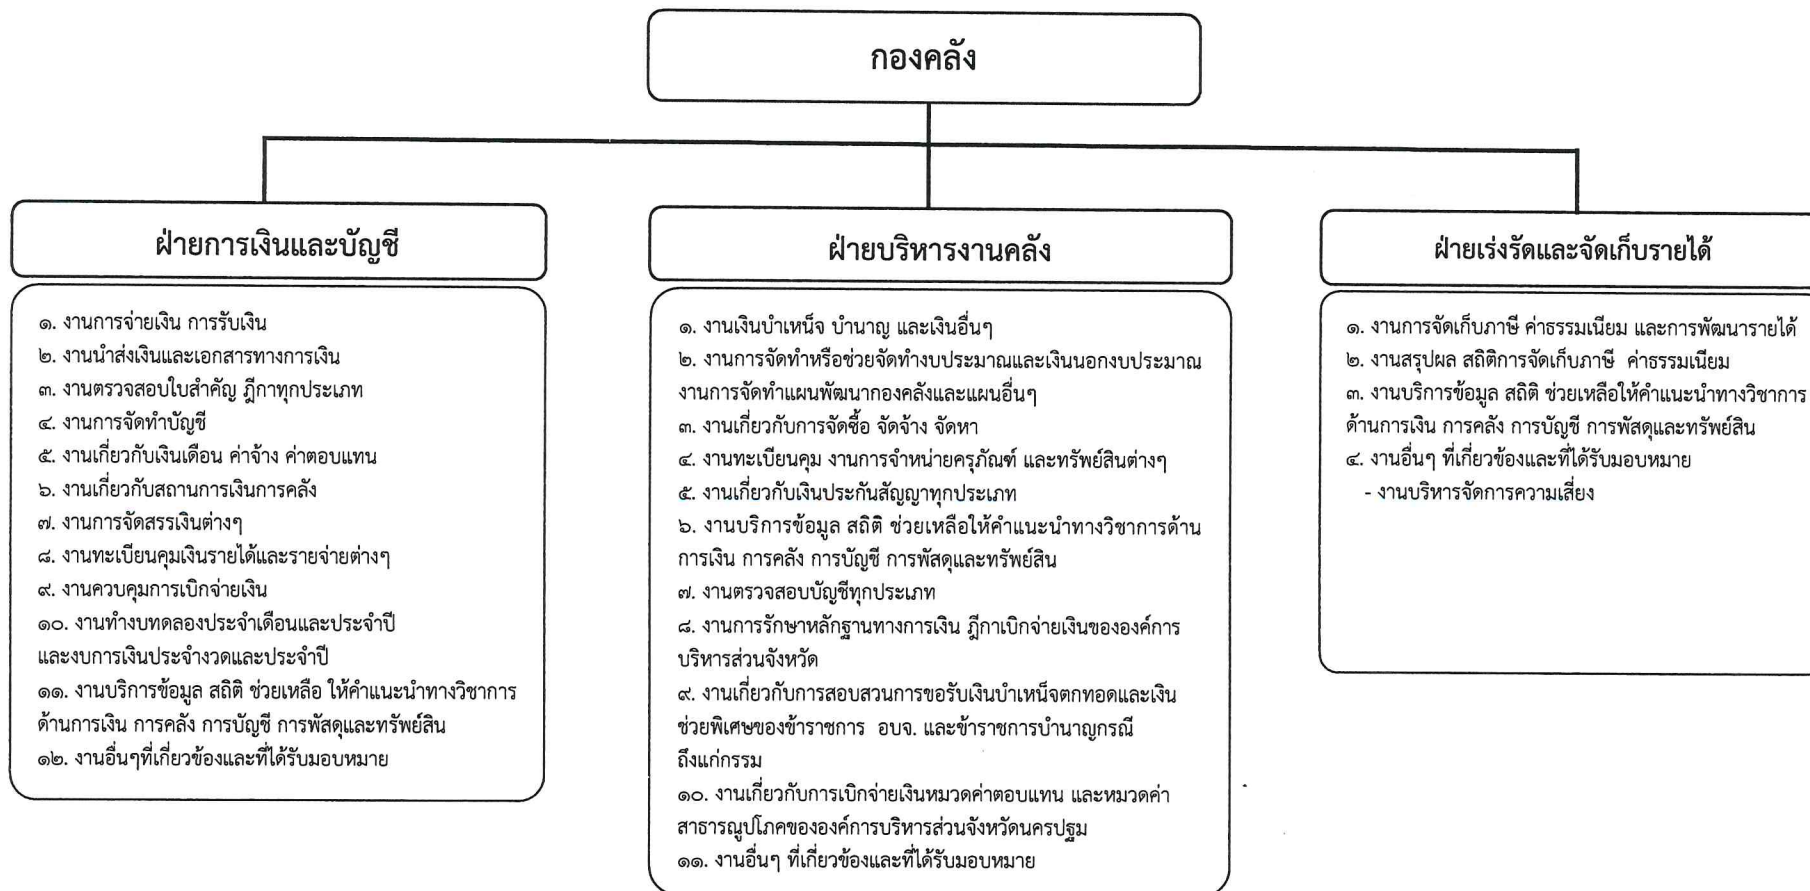 กองคลัง
ฝ่ายการเงินและบัญชี
๑. งานการจ่ายเงิน การรับเงิน
๒. งานนำส่งเงินและเอกสารทางการเงิน
๓. งานตรวจสอบใบสำคัญ ฎีกาทุกประเภท
๔. งานการจัดทำบัญชี
๕. งานเกี่ยวกับเงินเดือน ค่าจ้าง ค่าตอบแทน
๖. งานเกี่ยวกับสถานการเงินการคลัง
๗. งานการจัดสรรเงินต่างๆ
๘. งานทะเบียนคุมเงินรายได้และรายจ่ายต่างๆ
๙. งานควบคุมการเบิกจ่ายเงิน
๑๐. งานทำงบทดลองประจำเดือนและประจำปี
และงบการเงินประจำงวดและประจำปี
๑๑. งานบริการข้อมูล สถิติ ช่วยเหลือ ให้คำแนะนำทางวิชาการ
ด้านการเงิน การคลัง การบัญชี การพัสดุและทรัพย์สิน
๑๒. งานอื่นๆที่เกี่ยวข้องและที่ได้รับมอบหมาย
ฝ่ายบริหารงานคลัง
๑. งานเงินบำเหน็จ บำนาญ และเงินอื่นๆ
๒. งานการจัดทำหรือช่วยจัดทำงบประมาณและเงินนอกงบประมาณ
งานการจัดทำแผนพัฒนากองคลังและแผนอื่นๆ
๓. งานเกี่ยวกับการจัดซื้อ จัดจ้าง จัดหา
๔. งานทะเบียนคุม งานการจำหน่ายครุภัณฑ์ และทรัพย์สินต่างๆ
๕. งานเกี่ยวกับเงินประกันสัญญาทุกประเภท
๖. งานบริการข้อมูล สถิติ ช่วยเหลือให้คำแนะนำทางวิชาการด้าน
การเงิน การคลัง การบัญชี การพัสดุและทรัพย์สิน
๗. งานตรวจสอบบัญชีทุกประเภท
๘. งานการรักษาหลักฐานทางการเงิน ฎีกาเบิกจ่ายเงินขององค์การ
บริหารส่วนจังหวัด
๙. งานเกี่ยวกับการสอบสวนการขอรับเงินบำเหน็จตกทอดและเงิน
ช่วยพิเศษของข้าราชการ อบจ. และข้าราชการบำนาญกรณี
ถึงแก่กรรม
๑๐. งานเกี่ยวกับการเบิกจ่ายเงินหมวดค่าตอบแทน และหมวดค่า
สาธารณูปโภคขององค์การบริหารส่วนจังหวัดนครปฐม
๑๑. งานอื่นๆ ที่เกี่ยวข้องและที่ได้รับมอบหมาย
ฝ่ายเร่งรัดและจัดเก็บรายได้
๑. งานการจัดเก็บภาษี ค่าธรรมเนียม และการพัฒนารายได้
๒. งานสรุปผล สถิติการจัดเก็บภาษี ค่าธรรมเนียม
๓. งานบริการข้อมูล สถิติ ช่วยเหลือให้คำแนะนำทางวิชาการ
ด้านการเงิน การคลัง การบัญชี การพัสดุและทรัพย์สิน
๔. งานอื่นๆ ที่เกี่ยวข้องและที่ได้รับมอบหมาย
- งานบริหารจัดการความเสี่ยง